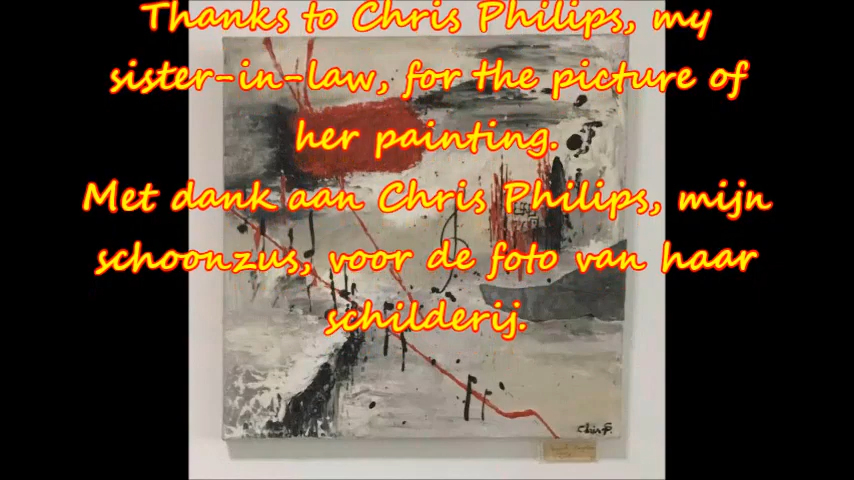 Thanks to Chris Philips, my
sister-in-law, for the picture of
her painting.
Met dank aan Chris Philips, mijn
schoonzus, voor de foto van haar
schilderij.
Chris P.